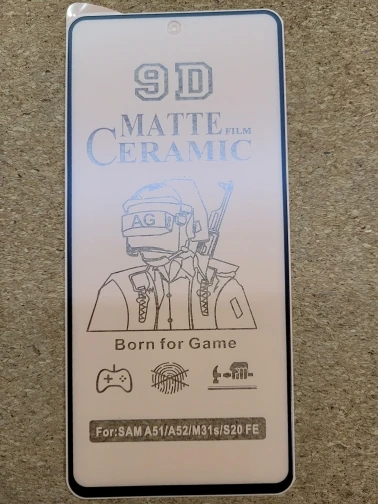 9D
MATTE FILM
CERAMIC
AG
Born for Game
For:SAM A51/A52/M31s/S20 FE